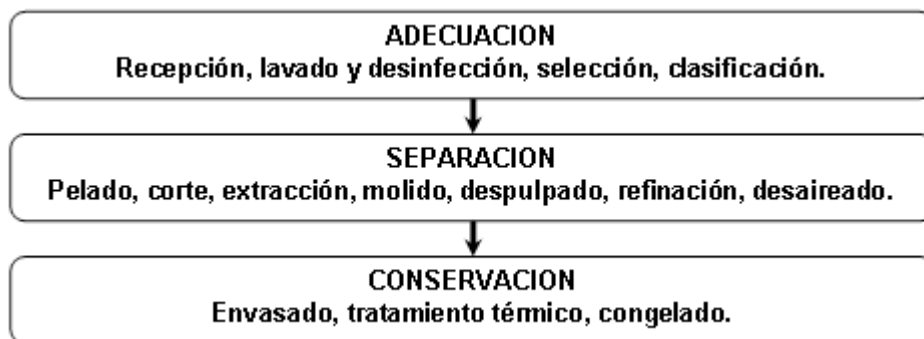 ADECUACION
Recepción, lavado y desinfección, selección, clasificación.
SEPARACION
Pelado, corte, extracción, molido, despulpado, refinación, desaireado.
CONSERVACION
Envasado, tratamiento térmico, congelado.